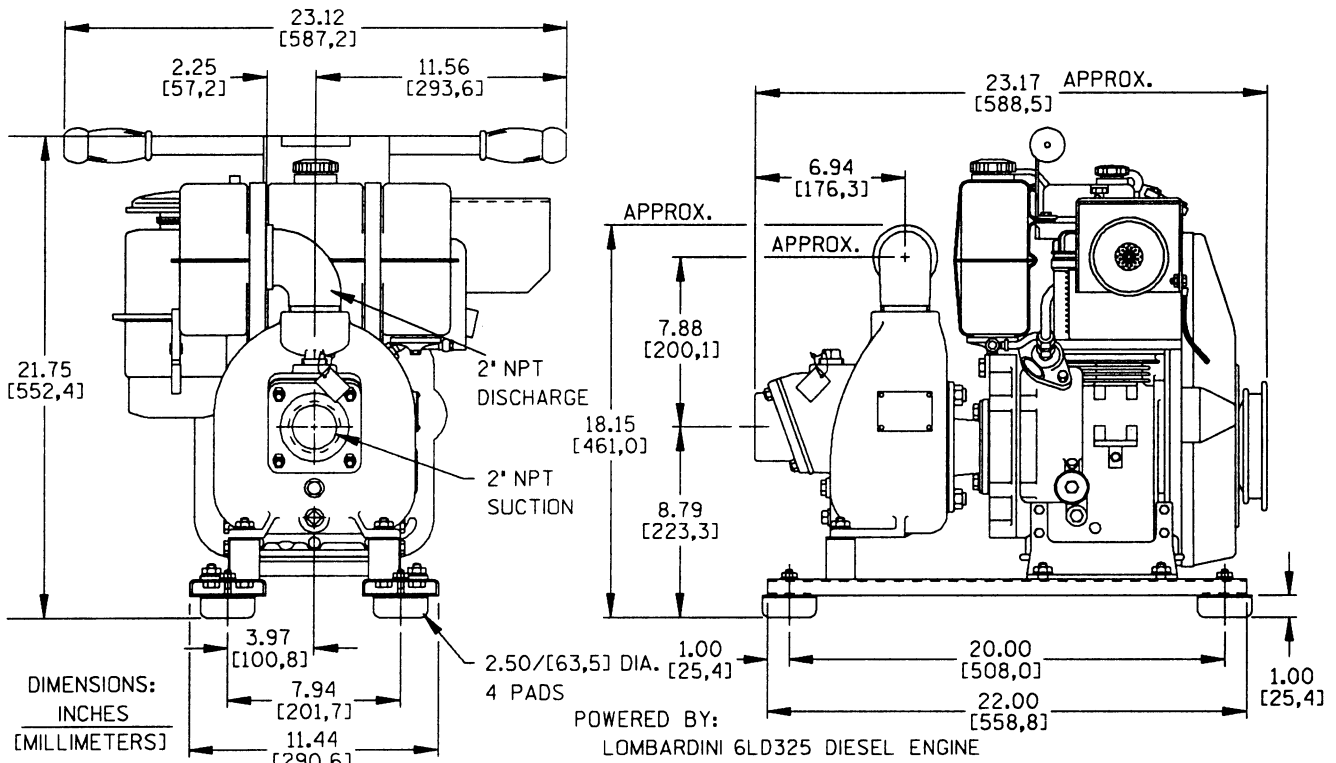 23.12
[587,2]
2.25
[57,2]
11.56
[293,6]
21.75
[552,4]
2" NPT
DISCHARGE
2" NPT
SUCTION
3.97
[100,8]
7.94
[201,7]
11.44
[290,6]
2.50/[63,5] DIA.
4 PADS
DIMENSIONS:
INCHES
[MILLIMETERS]
23.17 APPROX.
[588,5]
6.94
[176,3]
APPROX.
APPROX.
7.88
[200,1]
18.15
[461,0]
8.79
[223,3]
1.00
[25,4]
20.00
[508,0]
22.00
[558,8]
1.00
[25,4]
POWERED BY:
LOMBARDINI 6LD325 DIESEL ENGINE